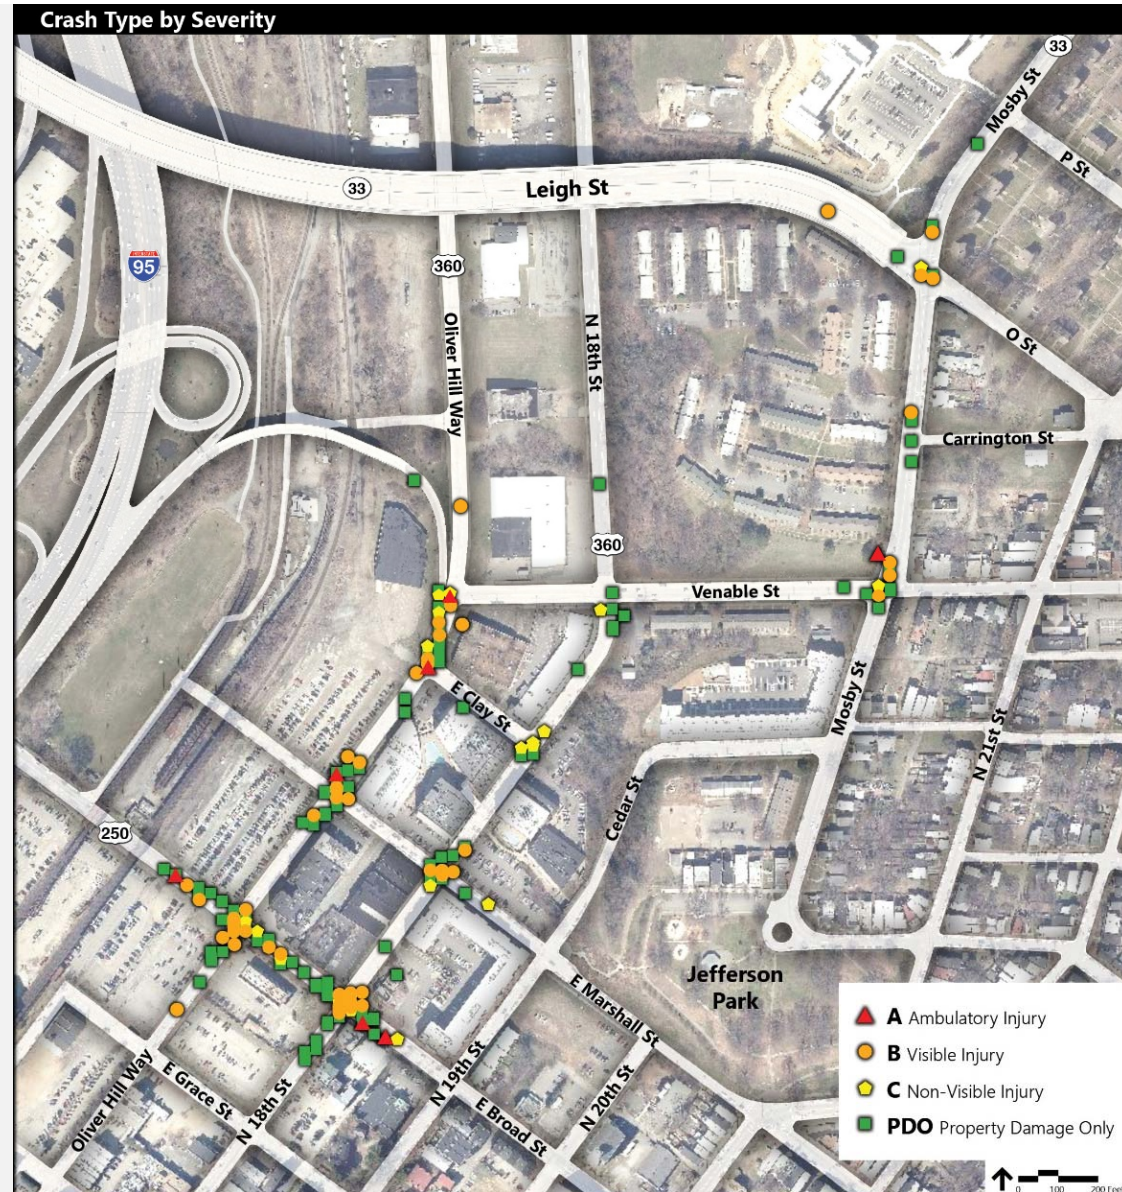 Crash Type by Severity
33
Mosby St
P St
33
Leigh St
INTERSTATE
95
360
Oliver Hill Way
N 18th St
O St
Carrington St
360
Venable St
E Clay St
Mosby St
N 21st St
Cedar St
250
Jefferson
Park
E Marshall St
Oliver Hill Way
E Grace St
N 18th St
N 19th St
E Broad St
N 20th St
A Ambulatory Injury
B Visible Injury
C Non-Visible Injury
PDO Property Damage Only
0 100 200 Feet